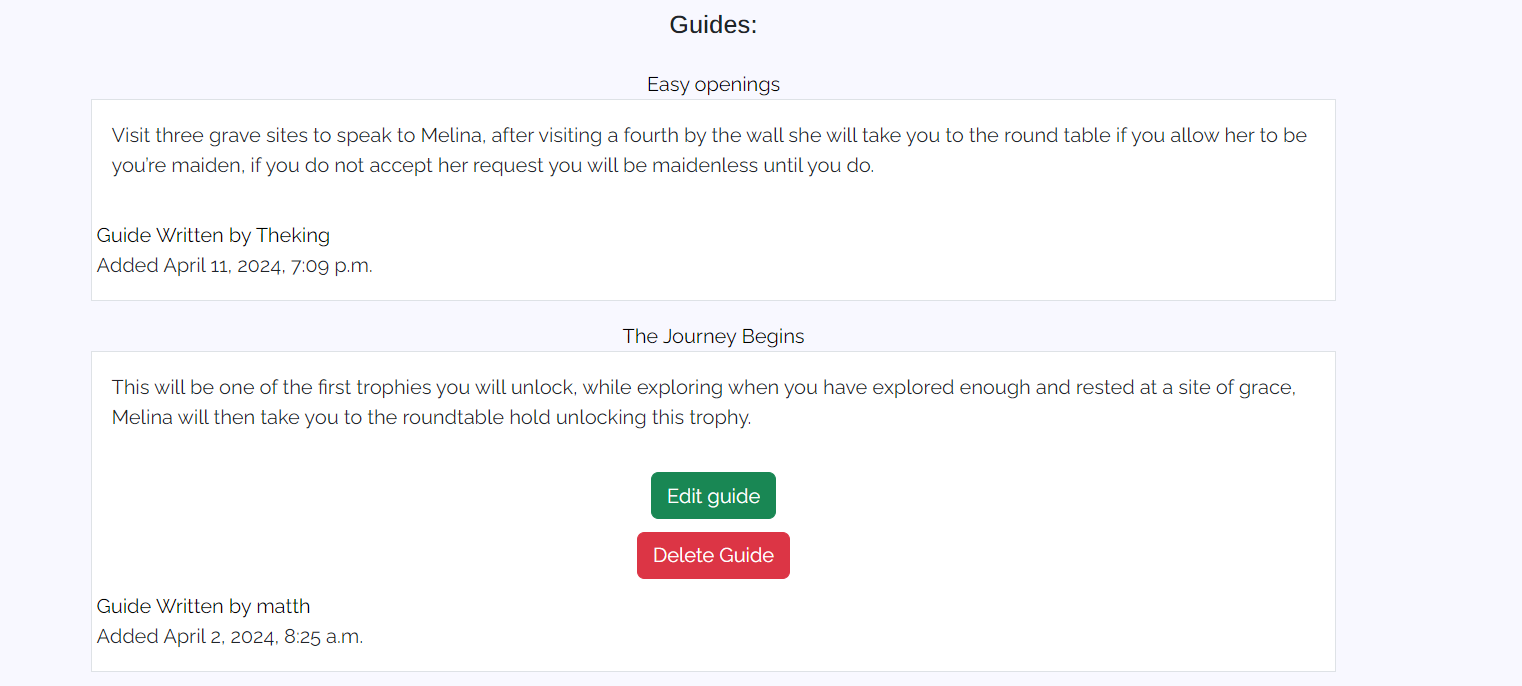 Guides:
Easy openings
Visit three grave sites to speak to Melina, after visiting a fourth by the wall she will take you to the round table if you allow her to be
you're maiden, if you do not accept her request you will be maidenless until you do.
Guide Written by Theking
Added April 11, 2024, 7:09 p.m.
The Journey Begins
This will be one of the first trophies you will unlock, while exploring when you have explored enough and rested at a site of grace,
Melina will then take you to the roundtable hold unlocking this trophy.
Edit guide
Delete Guide
Guide Written by matth
Added April 2, 2024, 8:25 a.m.